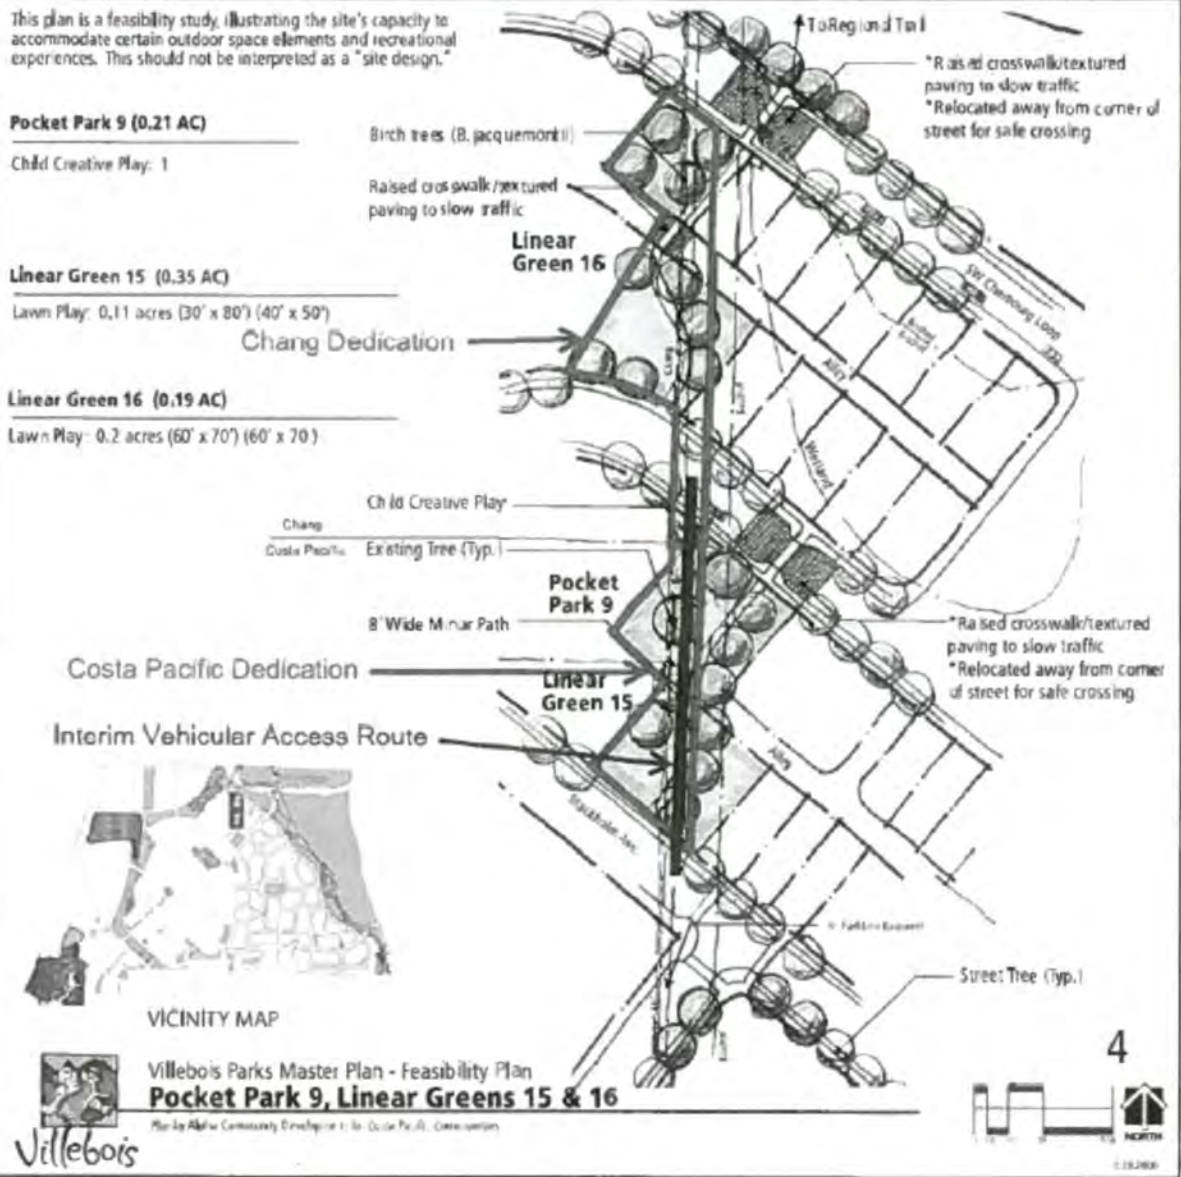 This plan is a feasibility study, illustrating the site's capacity to
accommodate certain outdoor space elements and recreational
experiences. This should not be interpreted as a "site design."
Pocket Park 9 (0.21 AC)
Child Creative Play: 1
Linear Green 15 (0.35 AC)
Lawn Play: 0.11 acres (30' x 80') (40' x 50')
Chang Dedication
Linear Green 16 (0.19 AC)
Lawn Play: 0.2 acres (60' x 70') (60' x 70')
To Regional Trail
*Raised crosswalk/textured
paving to slow traffic
*Relocated away from corner of
street for safe crossing
Birch trees (B. jacquemontii)
Raised crosswalk/textured
paving to slow traffic
Linear
Green 16
SW Cherbourg Loop
Alley
Wetland
Child Creative Play
Chang
Costa Pacific
Existing Tree (Typ.)
Pocket
Park 9
8' Wide Minor Path
*Raised crosswalk/textured
paving to slow traffic
*Relocated away from corner
of street for safe crossing
Costa Pacific Dedication
Linear
Green 15
Interim Vehicular Access Route
Alley
Stockholm Ave.
Street Tree (Typ.)
VICINITY MAP
4
Villebois Parks Master Plan - Feasibility Plan
Pocket Park 9, Linear Greens 15 & 16
Villebois
NORTH